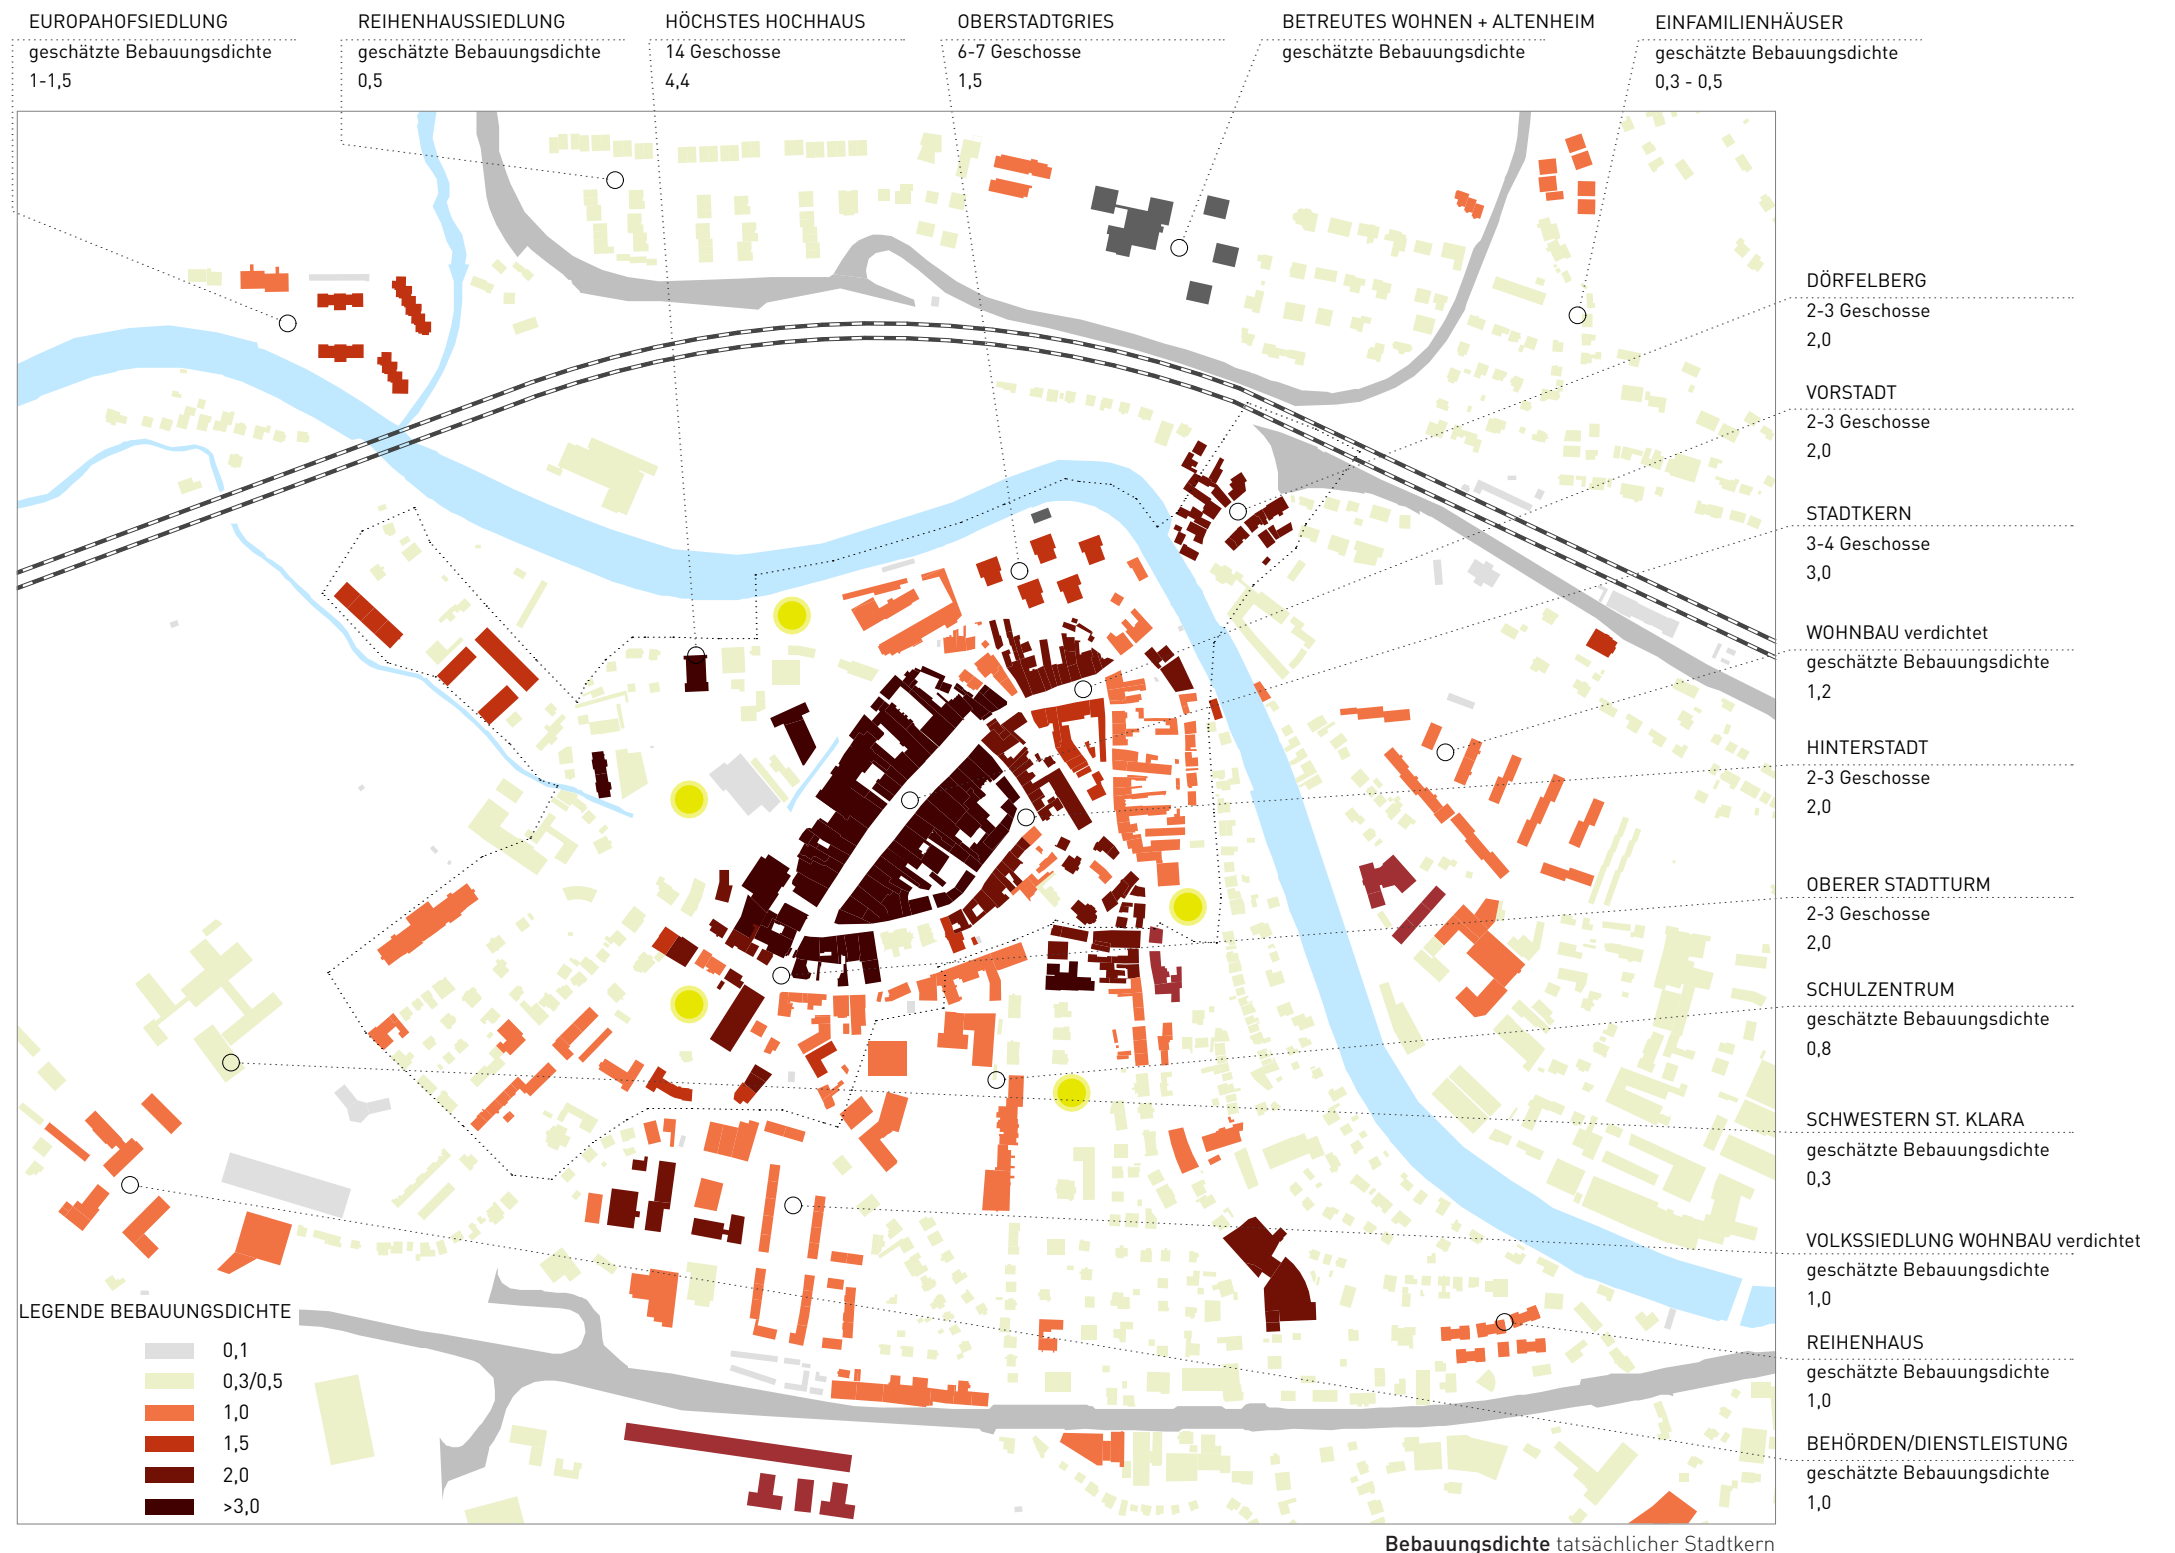 EUROPAHOFSIEDLUNG
geschätzte Bebauungsdichte
1-1,5
REIHENHAUSSIEDLUNG
geschätzte Bebauungsdichte
0,5
HÖCHSTES HOCHHAUS
14 Geschosse
4,4
OBERSTADTGRIES
6-7 Geschosse
1,5
BETREUTES WOHNEN + ALTENHEIM
geschätzte Bebauungsdichte
EINFAMILIENHÄUSER
geschätzte Bebauungsdichte
0,3 - 0,5
DÖRFELBERG
2-3 Geschosse
2,0
VORSTADT
2-3 Geschosse
2,0
STADTKERN
3-4 Geschosse
3,0
WOHNBAU verdichtet
geschätzte Bebauungsdichte
1,2
HINTERSTADT
2-3 Geschosse
2,0
OBERER STADTTURM
2-3 Geschosse
2,0
SCHULZENTRUM
geschätzte Bebauungsdichte
0,8
SCHWESTERN ST. KLARA
geschätzte Bebauungsdichte
0,3
VOLKSSIEDLUNG WOHNBAU verdichtet
geschätzte Bebauungsdichte
1,0
REIHENHAUS
geschätzte Bebauungsdichte
1,0
BEHÖRDEN/DIENSTLEISTUNG
geschätzte Bebauungsdichte
1,0
LEGENDE BEBAUUNGSDICHTE
0,1
0,3/0,5
1,0
1,5
2,0
>3,0
Bebauungsdichte tatsächlicher Stadtkern